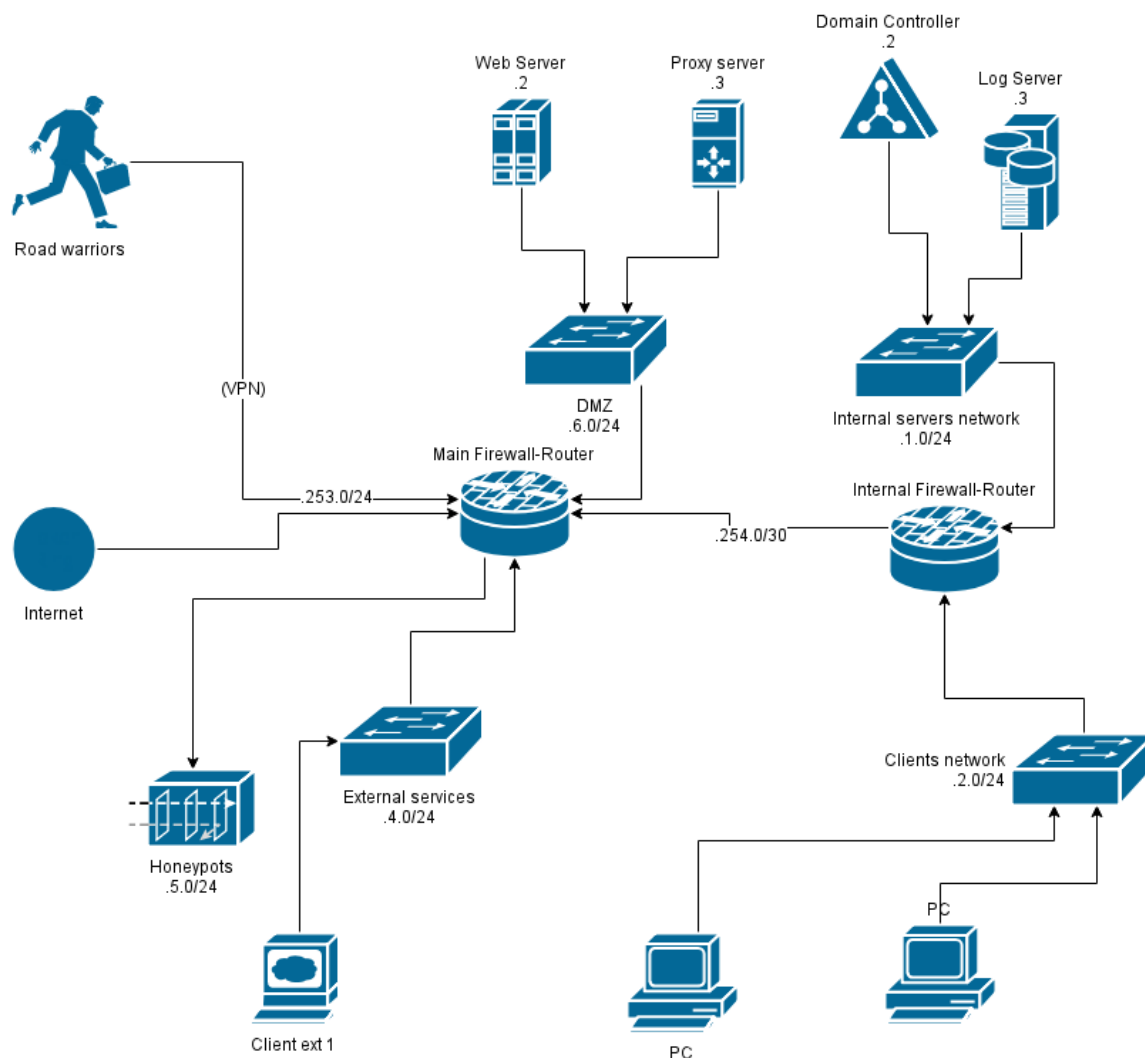 Domain Controller
.2
Web Server
.2
Proxy server
.3
Log Server
.3
Road warriors
(VPN)
DMZ
.6.0/24
Internal servers network
.1.0/24
Main Firewall-Router
Internal Firewall-Router
.253.0/24
.254.0/30
Internet
Clients network
.2.0/24
External services
.4.0/24
Honeypots
.5.0/24
PC
Client ext 1
PC